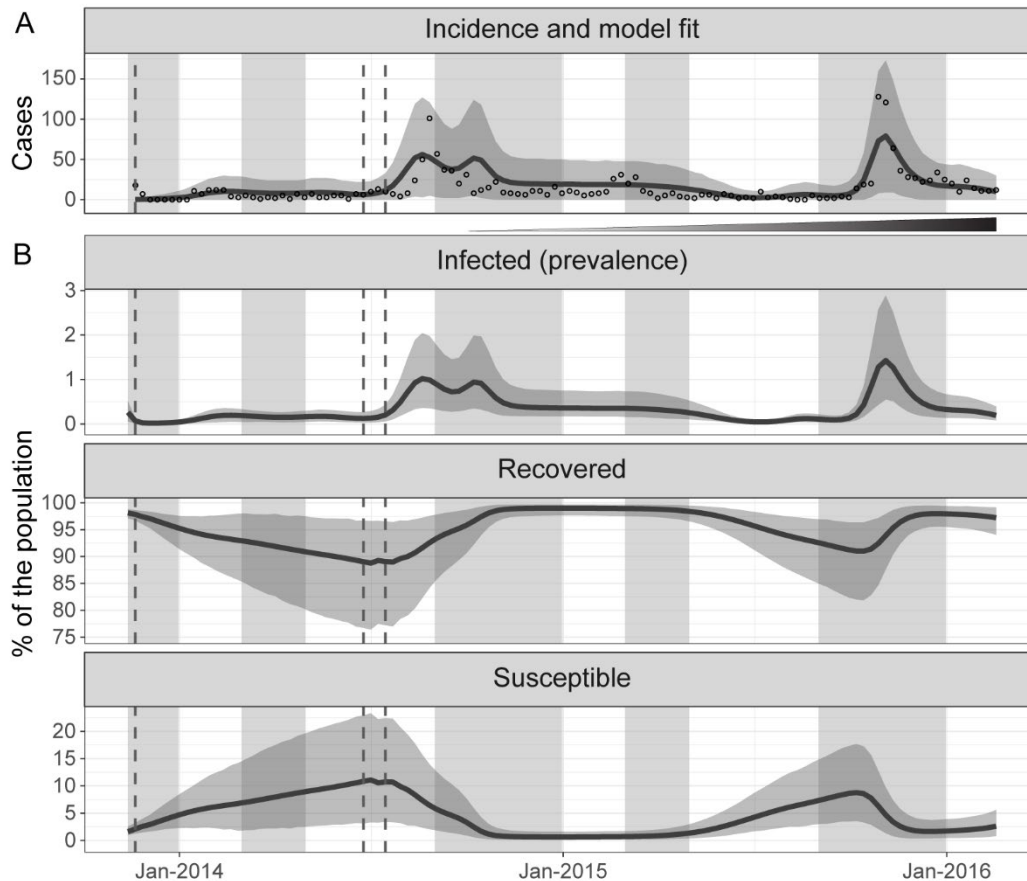 A
Incidence and model fit
Cases
150
100
50
0
B
Infected (prevalence)
% of the population
3
2
1
0
Recovered
100
95
90
85
80
75
Susceptible
20
15
10
5
0
Jan-2014
Jan-2015
Jan-2016